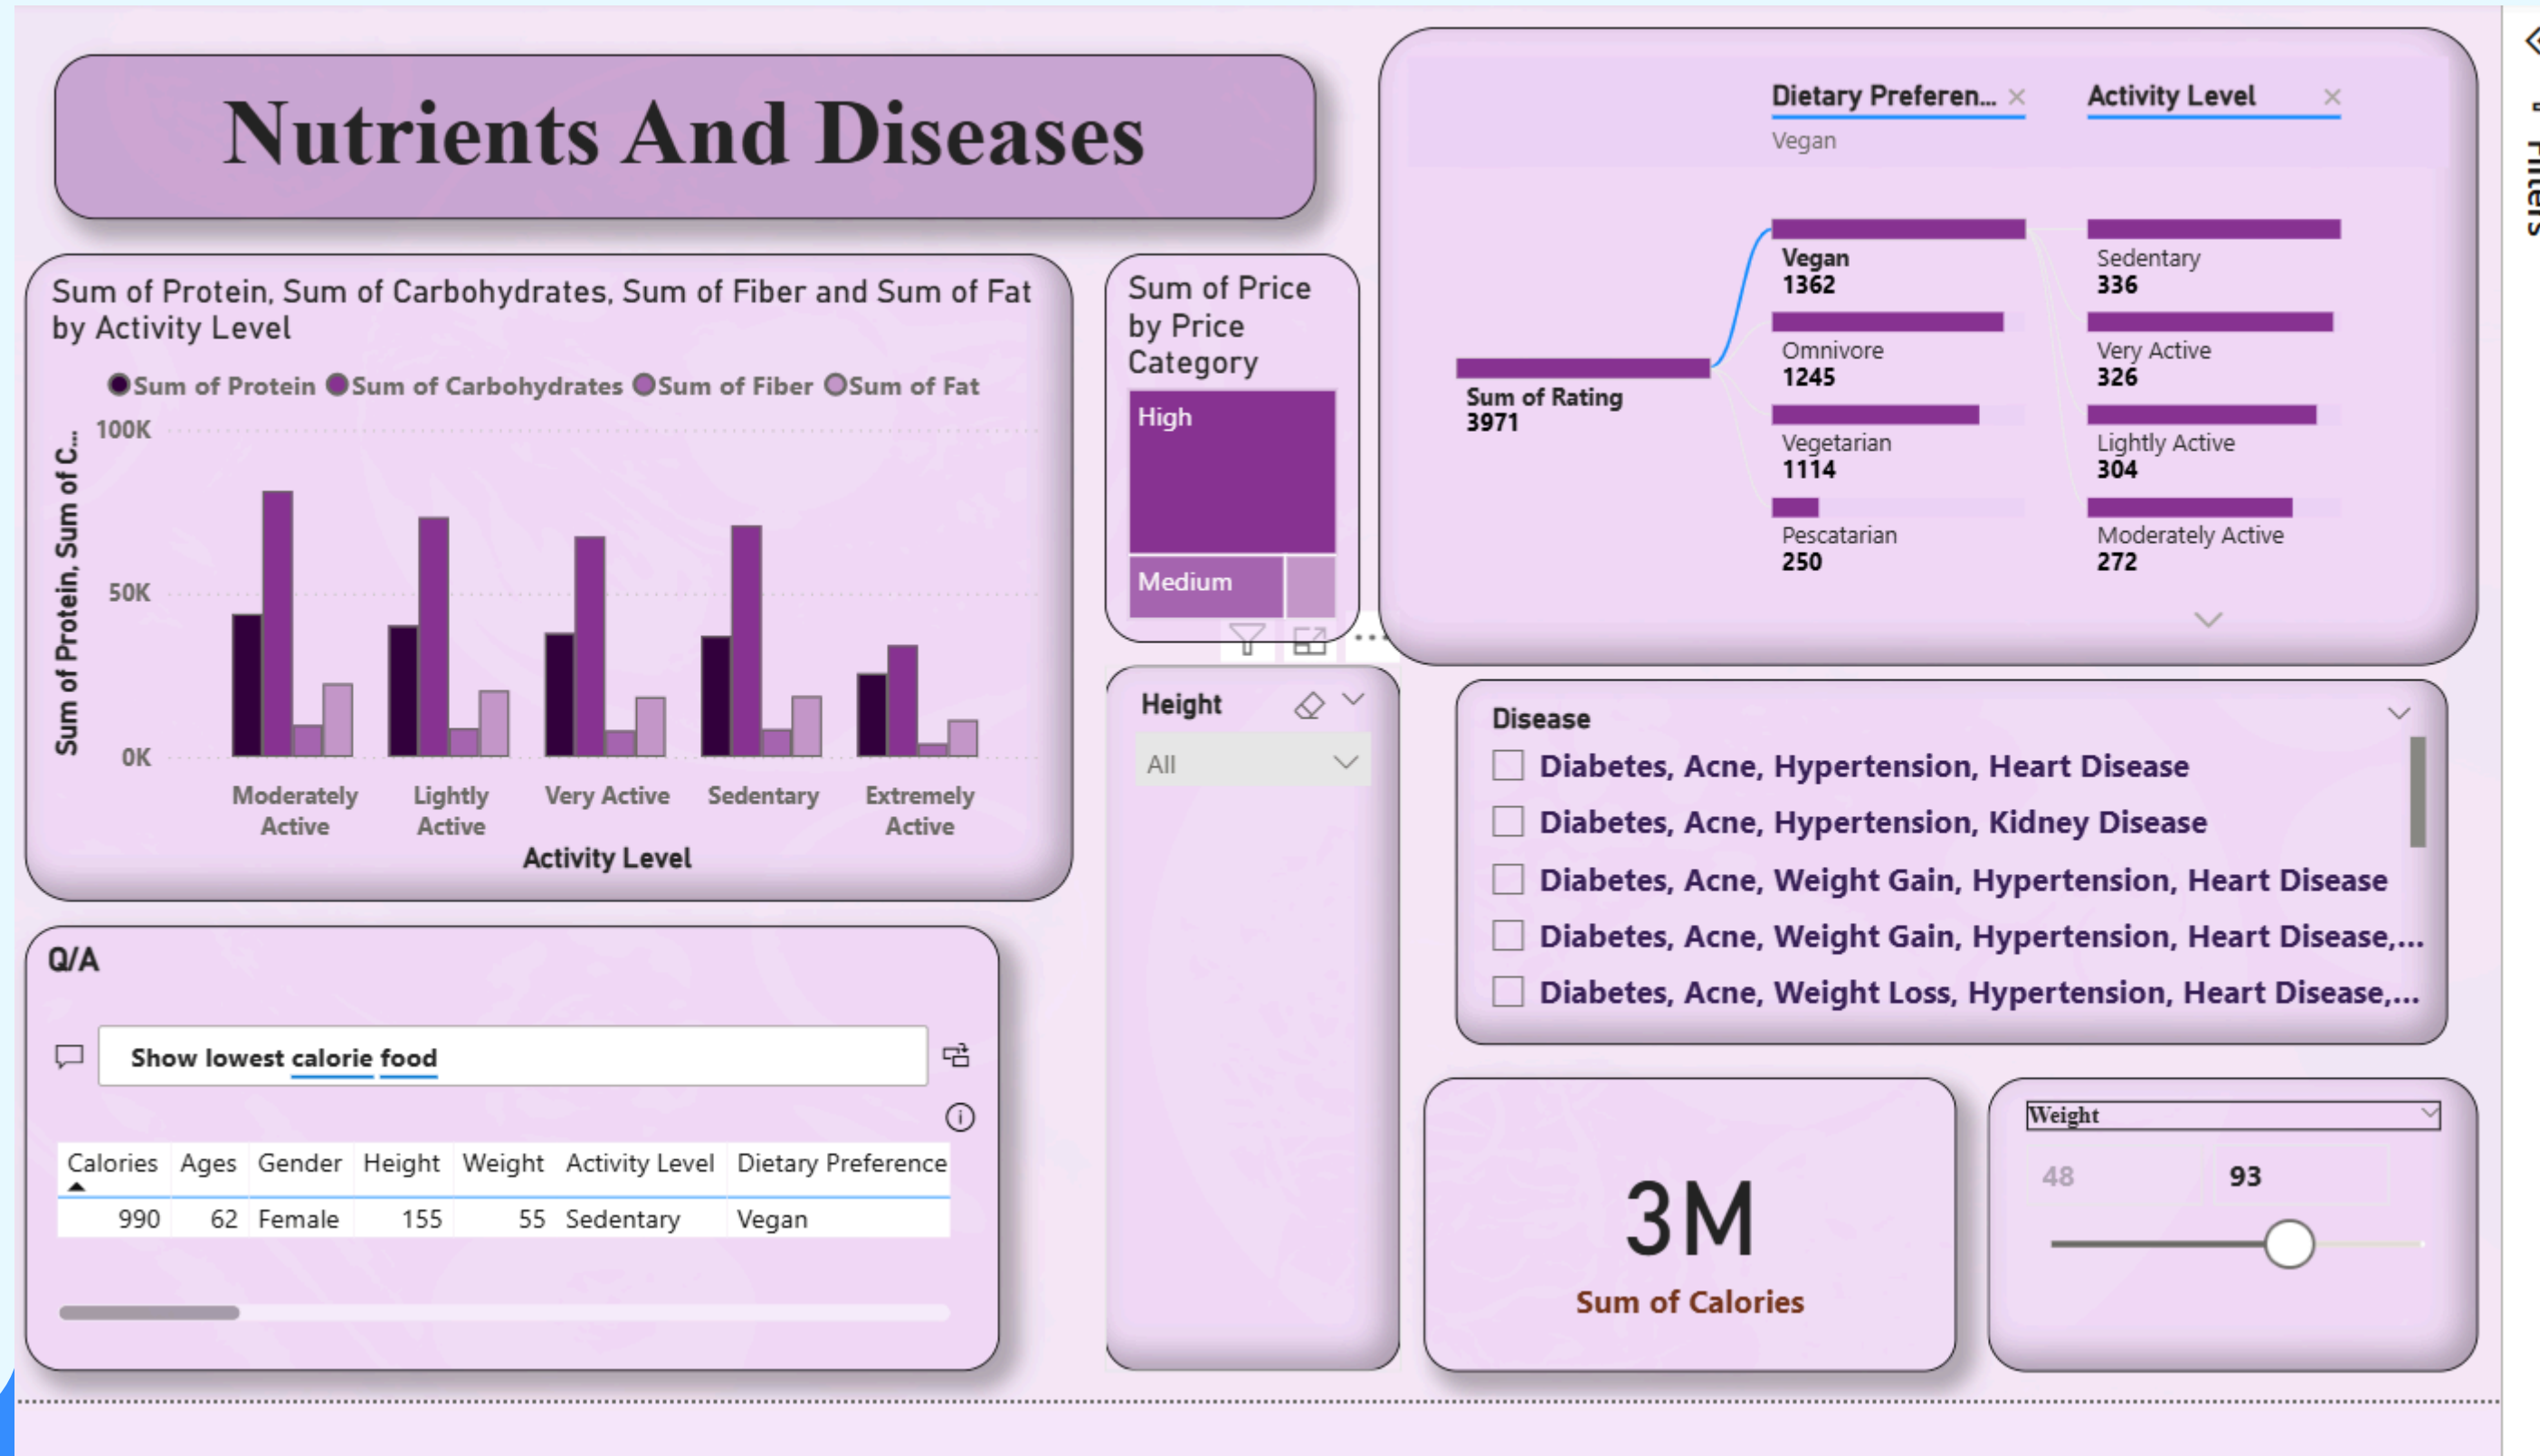 Nutrients And Diseases
Sum of Protein, Sum of Carbohydrates, Sum of Fiber and Sum of Fat
by Activity Level
Sum of Protein Sum of Carbohydrates Sum of Fiber Sum of Fat
Sum of Protein, Sum of C...
100K
50K
0K
Moderately
Active
Lightly
Active
Very Active
Sedentary
Extremely
Active
Activity Level
Sum of Price
by Price
Category
High
Medium
Dietary Preferen...
Vegan
Activity Level
Sum of Rating
3971
Vegan
1362
Omnivore
1245
Vegetarian
1114
Pescatarian
250
Sedentary
336
Very Active
326
Lightly Active
304
Moderately Active
272
Filters
Height
All
Disease
Diabetes, Acne, Hypertension, Heart Disease
Diabetes, Acne, Hypertension, Kidney Disease
Diabetes, Acne, Weight Gain, Hypertension, Heart Disease
Diabetes, Acne, Weight Gain, Hypertension, Heart Disease,...
Diabetes, Acne, Weight Loss, Hypertension, Heart Disease,...
Q/A
Show lowest calorie food
Calories Ages Gender Height Weight Activity Level Dietary Preference
990 62 Female 155 55 Sedentary Vegan
3M
Sum of Calories
Weight
48 93